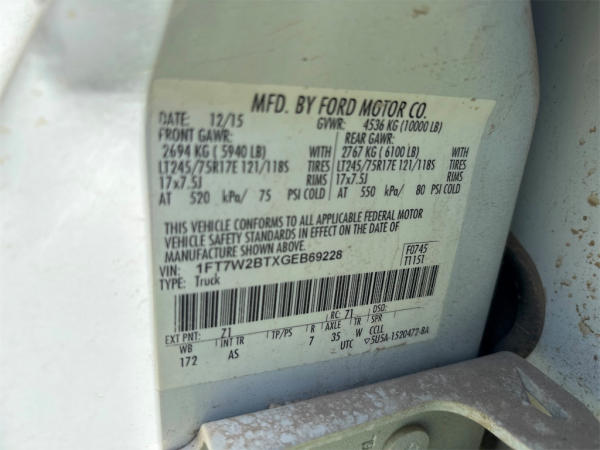 MFD. BY FORD MOTOR CO.
DATE: 12/15 GVWR: 4536 KG (10000 LB)
FRONT GAWR: REAR GAWR:
2694 KG ( 5940 LB) WITH 2767 KG ( 6100 LB) WITH
LT245/75R17E 121/118S TIRES LT245/75R17E 121/118S TIRES
17x7.5J RIMS 17x7.5J RIMS
AT 520 kPa/ 75 PSI COLD AT 550 kPa/ 80 PSI COLD
THIS VEHICLE CONFORMS TO ALL APPLICABLE FEDERAL MOTOR
VEHICLE SAFETY STANDARDS IN EFFECT ON THE DATE OF
MANUFACTURE SHOWN ABOVE.
VIN: 1FT7W2BTXGEB69228 F0745
TYPE: Truck T1151
EXT PNT: Z1 RC: 71 DSO:
WB INT TR TP/PS R AXLE TR SPR
172 AS 7 35 W CCLL
UTC ▽5U5A-1520472-BA